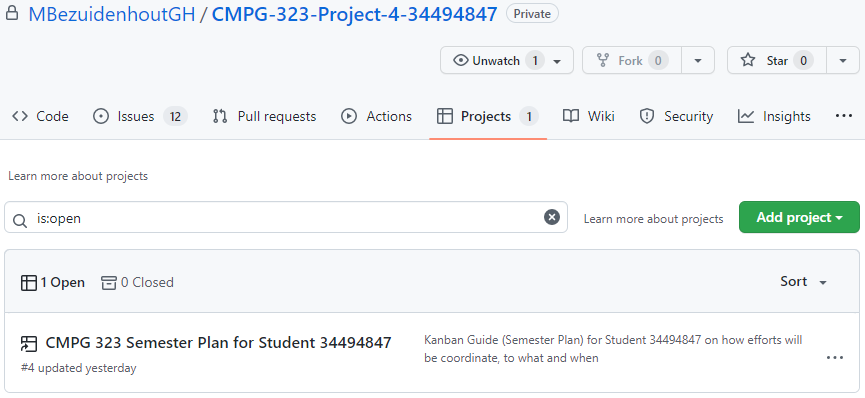 MBezuidenhoutGH / CMPG-323-Project-4-34494847 Private
Unwatch 1 Fork 0 Star 0
Code Issues 12 Pull requests Actions Projects 1 Wiki Security Insights ...
Learn more about projects
is:open Learn more about projects Add project
1 Open 0 Closed Sort
CMPG 323 Semester Plan for Student 34494847
#4 updated yesterday
Kanban Guide (Semester Plan) for Student 34494847 on how efforts will
be coordinate, to what and when
...